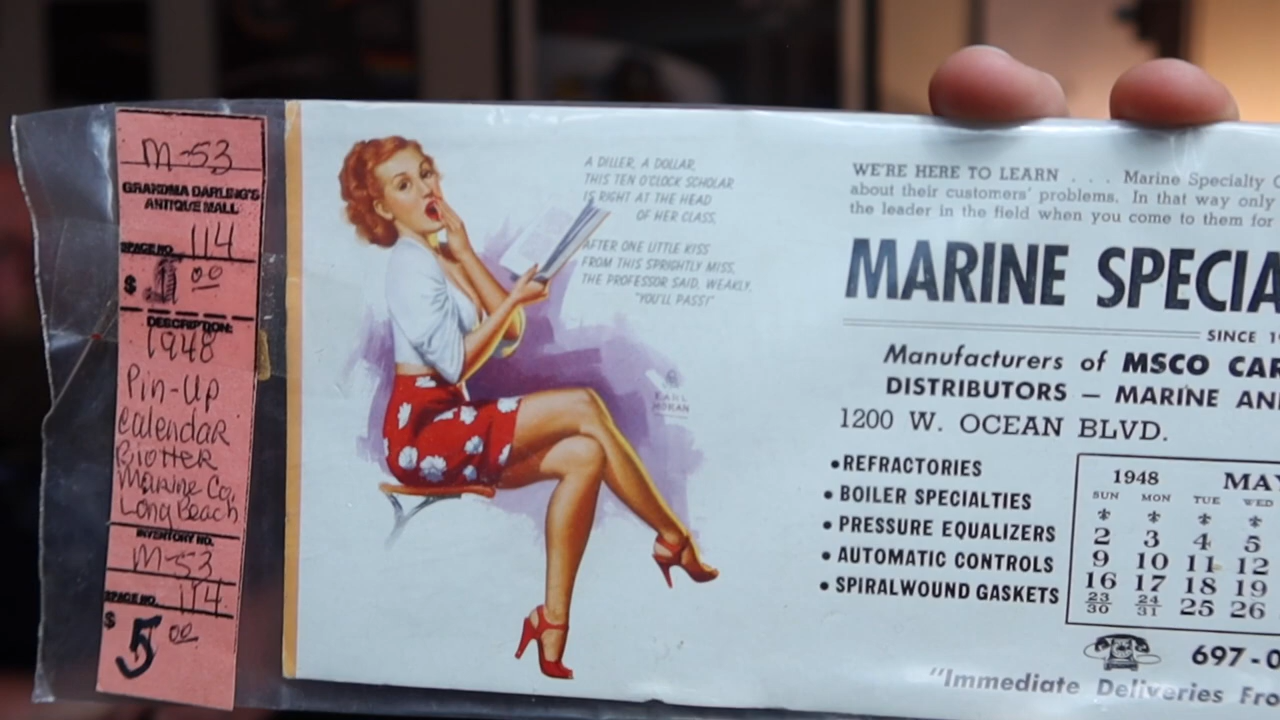 M-53
GRANDMA DARLING'S
ANTIQUE MALL
SPACE NO. 114
$ 00
DESCRIPTION:
1948
Pin-Up
Calendar
Blotter
Marine Co.
Long Beach
INVENTORY NO.
M-53
SPACE NO. 114
$ 5 00
A DILLER, A DOLLAR,
THIS TEN O'CLOCK SCHOLAR
IS RIGHT AT THE HEAD
OF HER CLASS,
AFTER ONE LITTLE KISS
FROM THIS SPRIGHTLY MISS,
THE PROFESSOR SAID, WEAKLY,
"YOU'LL PASS!"
EARL
MORAN
WE'RE HERE TO LEARN . . . Marine Specialty
about their customers' problems. In that way only
the leader in the field when you come to them for
MARINE SPECIA
SINCE 1
Manufacturers of MSCO CAR
DISTRIBUTORS — MARINE AN
1200 W. OCEAN BLVD.
•REFRACTORIES
• BOILER SPECIALTIES
• PRESSURE EQUALIZERS
• AUTOMATIC CONTROLS
• SPIRALWOUND GASKETS
1948 MAY
SUN MON TUE WED
2 3 4 5
9 10 11 12
16 17 18 19
23/30 24/31 25 26
697-0
"Immediate Deliveries Fro